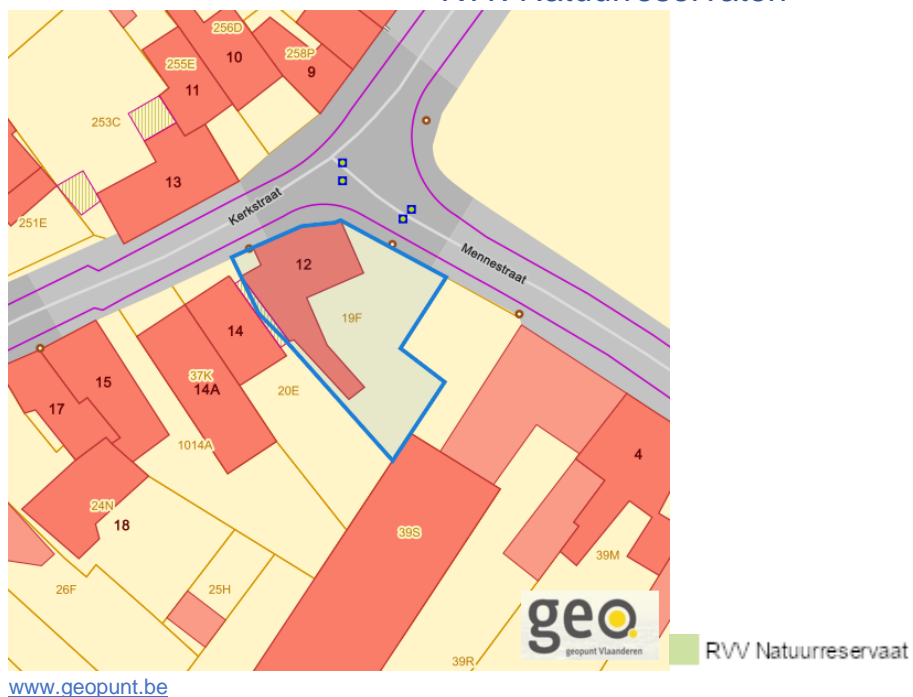 256D
10
258P
9
255E
11
253C
13
251E
Kerkstraat
Mennestraat
12
19F
14
37K
14A
20E
15
17
1014A
4
24N
18
39S
39M
26F
25H
39R
geo
geopunt Vlaanderen
RVV Natuurreservaat
www.geopunt.be